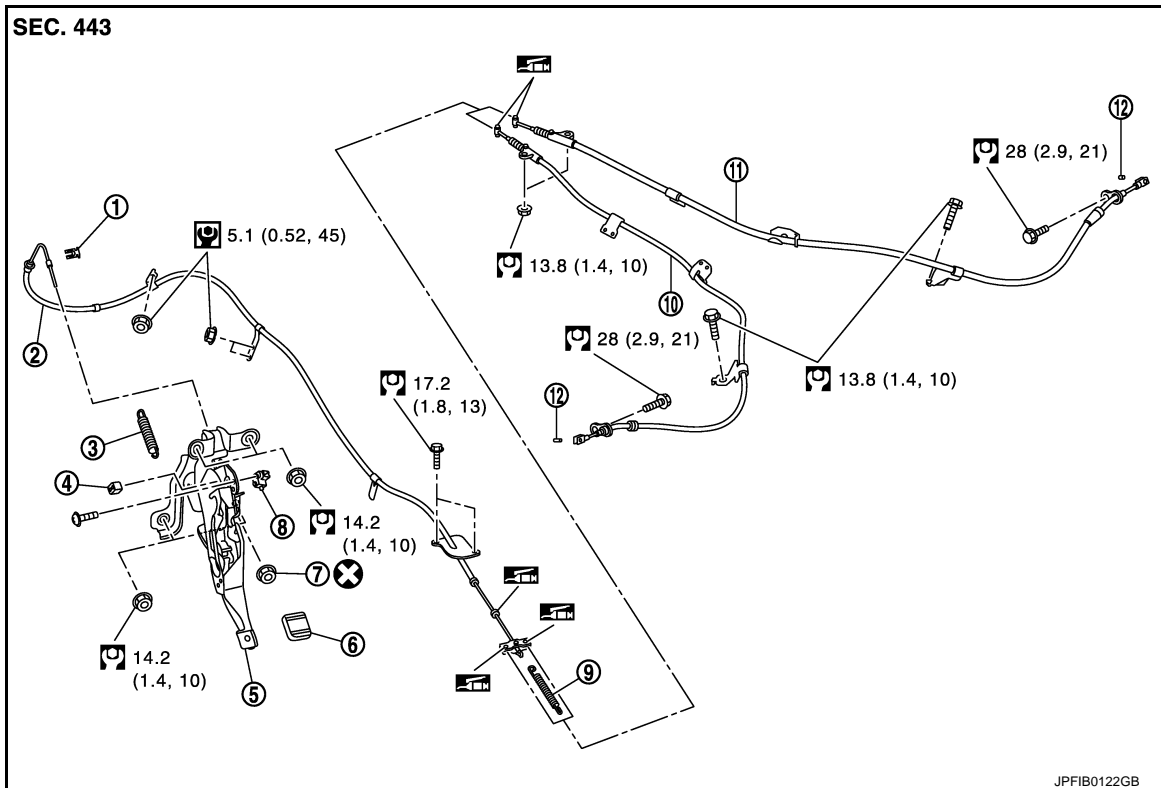 SEC. 443
12
28 (2.9, 21)
11
1
5.1 (0.52, 45)
13.8 (1.4, 10)
10
2
28 (2.9, 21)
13.8 (1.4, 10)
17.2
(1.8, 13)
12
3
4
8
14.2
(1.4, 10)
7
6
9
14.2
(1.4, 10)
5
JPFIB0122GB